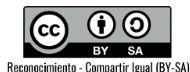 cc
BY SA
Reconocimiento - Compartir Igual (BY-SA)